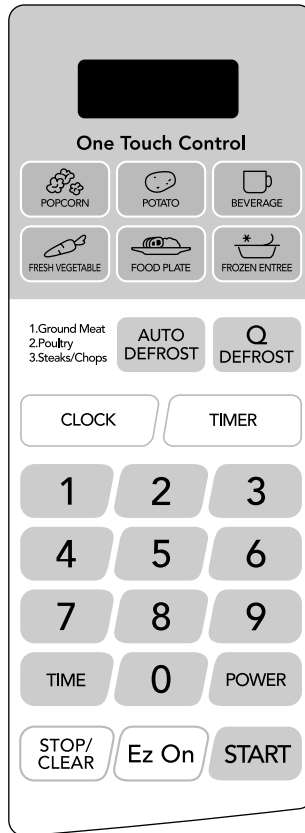 One Touch Control
POPCORN
POTATO
BEVERAGE
FRESH VEGETABLE
FOOD PLATE
FROZEN ENTREE
1.Ground Meat
2.Poultry
3.Steaks/Chops
AUTO
DEFROST
Q
DEFROST
CLOCK
TIMER
1
2
3
4
5
6
7
8
9
TIME
0
POWER
STOP/
CLEAR
Ez On
START